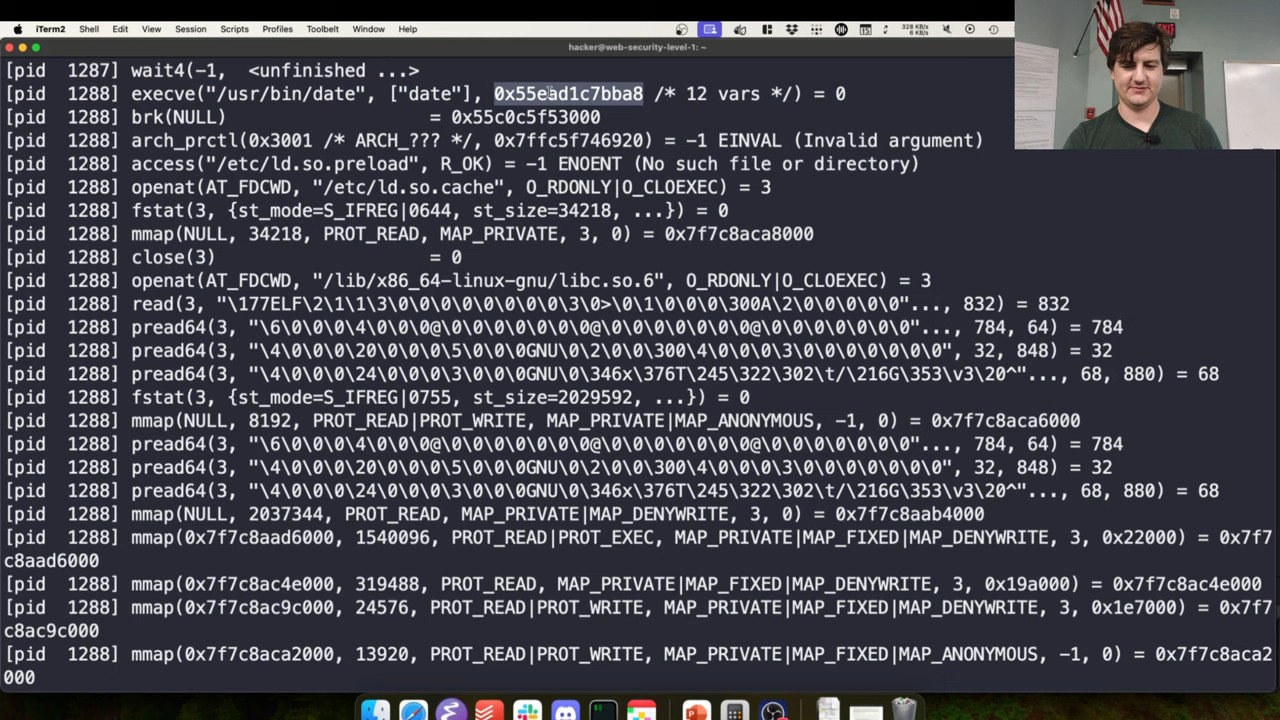 iTerm2 Shell Edit View Session Scripts Profiles Toolbelt Window Help
328 KB/s
6 KB/s
hacker@web-security-level-1: ~
EXIT
[pid  1287] wait4(-1,  <unfinished ...>
[pid  1288] execve("/usr/bin/date", ["date"], 0x55ead1c7bba8 /* 12 vars */) = 0
[pid  1288] brk(NULL)                   = 0x55c0c5f53000
[pid  1288] arch_prctl(0x3001 /* ARCH_??? */, 0x7ffc5f746920) = -1 EINVAL (Invalid argument)
[pid  1288] access("/etc/ld.so.preload", R_OK) = -1 ENOENT (No such file or directory)
[pid  1288] openat(AT_FDCWD, "/etc/ld.so.cache", O_RDONLY|O_CLOEXEC) = 3
[pid  1288] fstat(3, {st_mode=S_IFREG|0644, st_size=34218, ...}) = 0
[pid  1288] mmap(NULL, 34218, PROT_READ, MAP_PRIVATE, 3, 0) = 0x7f7c8aca8000
[pid  1288] close(3)                    = 0
[pid  1288] openat(AT_FDCWD, "/lib/x86_64-linux-gnu/libc.so.6", O_RDONLY|O_CLOEXEC) = 3
[pid  1288] read(3, "\177ELF\2\1\1\3\0\0\0\0\0\0\0\0\3\0>\0\1\0\0\0\300A\2\0\0\0\0\0"..., 832) = 832
[pid  1288] pread64(3, "\6\0\0\0\4\0\0\0@\0\0\0\0\0\0\0@\0\0\0\0\0\0\0@\0\0\0\0\0\0\0"..., 784, 64) = 784
[pid  1288] pread64(3, "\4\0\0\0\20\0\0\0\5\0\0\0GNU\0\2\0\0\300\4\0\0\0\3\0\0\0\0\0\0\0", 32, 848) = 32
[pid  1288] pread64(3, "\4\0\0\0\24\0\0\0\3\0\0\0GNU\0\346x\376T\245\322\302\t/\216G\353\v3\20^"..., 68, 880) = 68
[pid  1288] fstat(3, {st_mode=S_IFREG|0755, st_size=2029592, ...}) = 0
[pid  1288] mmap(NULL, 8192, PROT_READ|PROT_WRITE, MAP_PRIVATE|MAP_ANONYMOUS, -1, 0) = 0x7f7c8aca6000
[pid  1288] pread64(3, "\6\0\0\0\4\0\0\0@\0\0\0\0\0\0\0@\0\0\0\0\0\0\0@\0\0\0\0\0\0\0"..., 784, 64) = 784
[pid  1288] pread64(3, "\4\0\0\0\20\0\0\0\5\0\0\0GNU\0\2\0\0\300\4\0\0\0\3\0\0\0\0\0\0\0", 32, 848) = 32
[pid  1288] pread64(3, "\4\0\0\0\24\0\0\0\3\0\0\0GNU\0\346x\376T\245\322\302\t/\216G\353\v3\20^"..., 68, 880) = 68
[pid  1288] mmap(NULL, 2037344, PROT_READ, MAP_PRIVATE|MAP_DENYWRITE, 3, 0) = 0x7f7c8aab4000
[pid  1288] mmap(0x7f7c8aad6000, 1540096, PROT_READ|PROT_EXEC, MAP_PRIVATE|MAP_FIXED|MAP_DENYWRITE, 3, 0x22000) = 0x7f7
c8aad6000
[pid  1288] mmap(0x7f7c8ac4e000, 319488, PROT_READ, MAP_PRIVATE|MAP_FIXED|MAP_DENYWRITE, 3, 0x19a000) = 0x7f7c8ac4e000
[pid  1288] mmap(0x7f7c8ac9c000, 24576, PROT_READ|PROT_WRITE, MAP_PRIVATE|MAP_FIXED|MAP_DENYWRITE, 3, 0x1e7000) = 0x7f7
c8ac9c000
[pid  1288] mmap(0x7f7c8aca2000, 13920, PROT_READ|PROT_WRITE, MAP_PRIVATE|MAP_FIXED|MAP_ANONYMOUS, -1, 0) = 0x7f7c8aca2
000